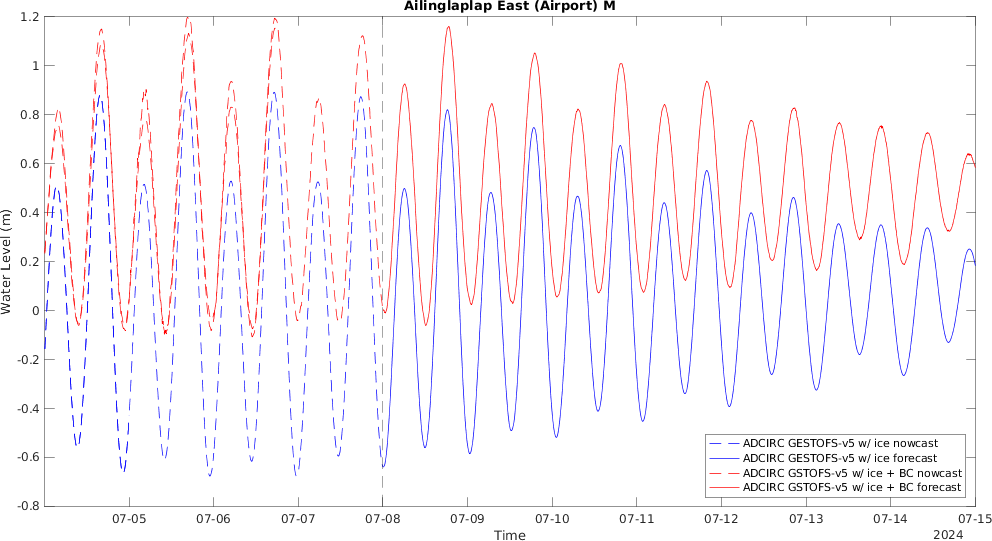 Ailinglaplap East (Airport) M
Water Level (m)
1.2
1
0.8
0.6
0.4
0.2
0
-0.2
-0.4
-0.6
-0.8
ADCIRC GESTOFS-v5 w/ ice nowcast
ADCIRC GESTOFS-v5 w/ ice forecast
ADCIRC GSTOFS-v5 w/ ice + BC nowcast
ADCIRC GSTOFS-v5 w/ ice + BC forecast
07-05 07-06 07-07 07-08 07-09 07-10 07-11 07-12 07-13 07-14 07-15
Time
2024